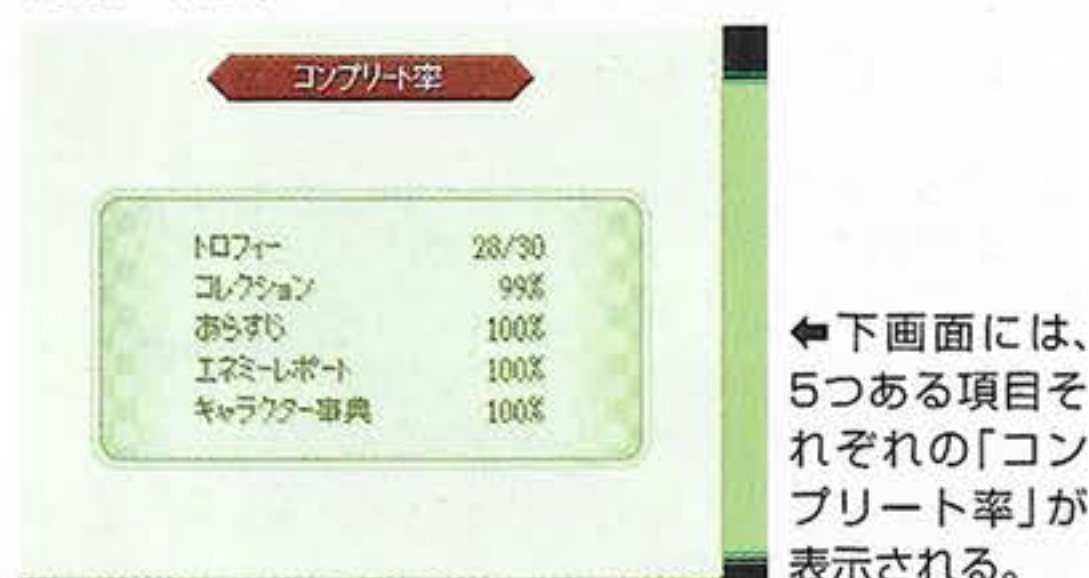 コンプリート率
トロフィー 28/30
コレクション 99%
あらすじ 100%
エネミーレポート 100%
キャラクター事典 100%
⬅下画面には、
5つある項目そ
れぞれの「コン
プリート率」が
表示される。